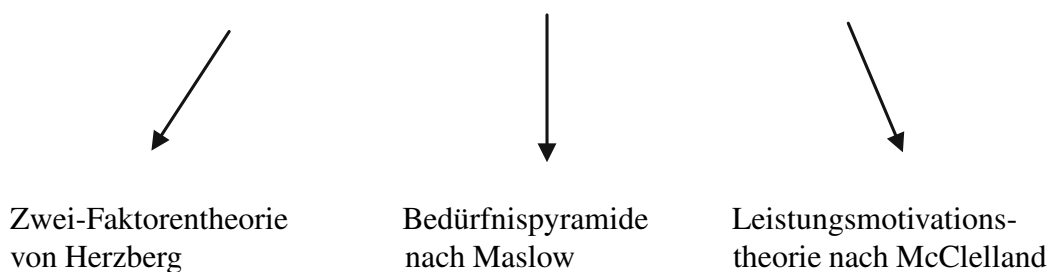 Zwei-Faktorentheorie
von Herzberg
Bedürfnispyramide
nach Maslow
Leistungsmotivations-
theorie nach McClelland